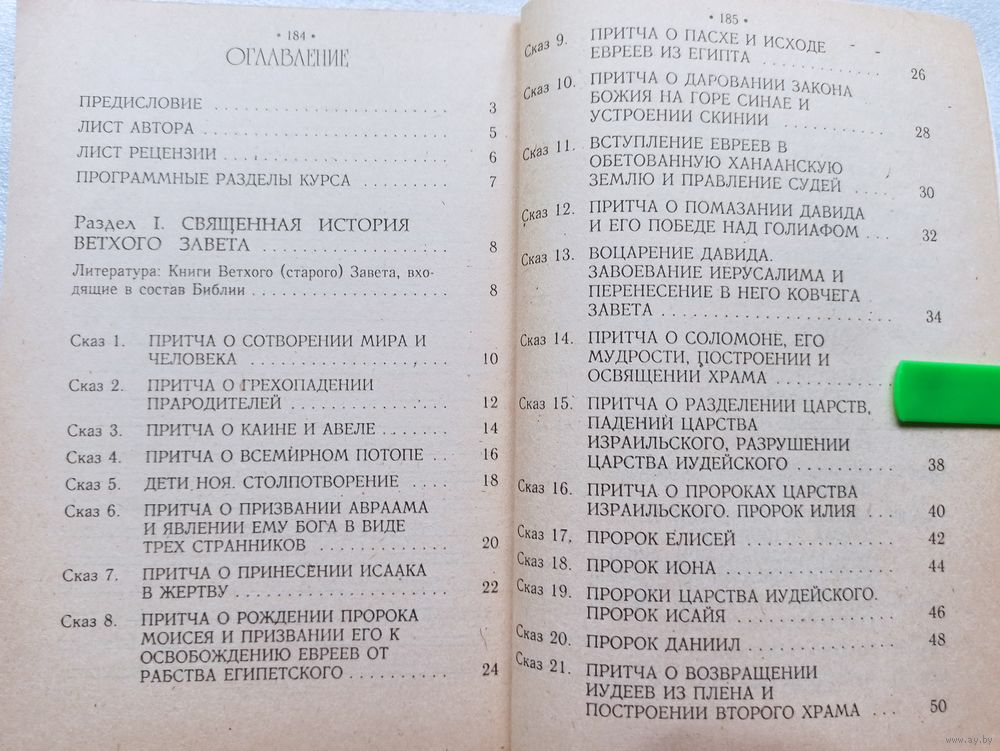 • 184 •
ОГЛАВЛЕНИЕ
ПРЕДИСЛОВИЕ . . . . . . . . . . . . . . . . . . . . . . 3
ЛИСТ АВТОРА . . . . . . . . . . . . . . . . . . . . . . . 5
ЛИСТ РЕЦЕНЗИИ . . . . . . . . . . . . . . . . . . . . . 6
ПРОГРАММНЫЕ РАЗДЕЛЫ КУРСА . . . . . . . . . 7
Раздел I. СВЯЩЕННАЯ ИСТОРИЯ
ВЕТХОГО ЗАВЕТА . . . . . . . . . . . . . . . . . . . 8
Литература: Книги Ветхого (старого) Завета, вхо-
дящие в состав Библии . . . . . . . . . . . . . . . . . . . 8
Сказ 1. ПРИТЧА О СОТВОРЕНИИ МИРА И
ЧЕЛОВЕКА . . . . . . . . . . . . . . . . . . 10
Сказ 2. ПРИТЧА О ГРЕХОПАДЕНИИ
ПРАРОДИТЕЛЕЙ . . . . . . . . . . . . . . 12
Сказ 3. ПРИТЧА О КАИНЕ И АВЕЛЕ . . . . . . . 14
Сказ 4. ПРИТЧА О ВСЕМИРНОМ ПОТОПЕ . . 16
Сказ 5. ДЕТИ НОЯ. СТОЛПОТВОРЕНИЕ . . . . 18
Сказ 6. ПРИТЧА О ПРИЗВАНИИ АВРААМА
И ЯВЛЕНИИ ЕМУ БОГА В ВИДЕ
ТРЕХ СТРАННИКОВ . . . . . . . . . . . . 20
Сказ 7. ПРИТЧА О ПРИНЕСЕНИИ ИСААКА
В ЖЕРТВУ . . . . . . . . . . . . . . . . . . . 22
Сказ 8. ПРИТЧА О РОЖДЕНИИ ПРОРОКА
МОИСЕЯ И ПРИЗВАНИИ ЕГО К
ОСВОБОЖДЕНИЮ ЕВРЕЕВ ОТ
РАБСТВА ЕГИПЕТСКОГО . . . . . . . . . 24
• 185 •
Сказ 9. ПРИТЧА О ПАСХЕ И ИСХОДЕ
ЕВРЕЕВ ИЗ ЕГИПТА . . . . . . . . . . . . 26
Сказ 10. ПРИТЧА О ДАРОВАНИИ ЗАКОНА
БОЖИЯ НА ГОРЕ СИНАЕ И
УСТРОЕНИИ СКИНИИ . . . . . . . . . . . 28
Сказ 11. ВСТУПЛЕНИЕ ЕВРЕЕВ В
ОБЕТОВАННУЮ ХАНААНСКУЮ
ЗЕМЛЮ И ПРАВЛЕНИЕ СУДЕЙ . . . . 30
Сказ 12. ПРИТЧА О ПОМАЗАНИИ ДАВИДА
И ЕГО ПОБЕДЕ НАД ГОЛИАФОМ . . . 32
Сказ 13. ВОЦАРЕНИЕ ДАВИДА.
ЗАВОЕВАНИЕ ИЕРУСАЛИМА И
ПЕРЕНЕСЕНИЕ В НЕГО КОВЧЕГА
ЗАВЕТА . . . . . . . . . . . . . . . . . . . . . 34
Сказ 14. ПРИТЧА О СОЛОМОНЕ, ЕГО
МУДРОСТИ, ПОСТРОЕНИИ И
ОСВЯЩЕНИИ ХРАМА . . . . . . . . . . .
Сказ 15. ПРИТЧА О РАЗДЕЛЕНИИ ЦАРСТВ,
ПАДЕНИЙ ЦАРСТВА
ИЗРАИЛЬСКОГО, РАЗРУШЕНИИ
ЦАРСТВА ИУДЕЙСКОГО . . . . . . . . . 38
Сказ 16. ПРИТЧА О ПРОРОКАХ ЦАРСТВА
ИЗРАИЛЬСКОГО. ПРОРОК ИЛИЯ . . . 40
Сказ 17. ПРОРОК ЕЛИСЕЙ . . . . . . . . . . . . . 42
Сказ 18. ПРОРОК ИОНА . . . . . . . . . . . . . . . 44
Сказ 19. ПРОРОКИ ЦАРСТВА ИУДЕЙСКОГО.
ПРОРОК ИСАЙЯ . . . . . . . . . . . . . . . 46
Сказ 20. ПРОРОК ДАНИИЛ . . . . . . . . . . . . . 48
Сказ 21. ПРИТЧА О ВОЗВРАЩЕНИИ
ИУДЕЕВ ИЗ ПЛЕНА И
ПОСТРОЕНИИ ВТОРОГО ХРАМА . . . 50
www.ay.by